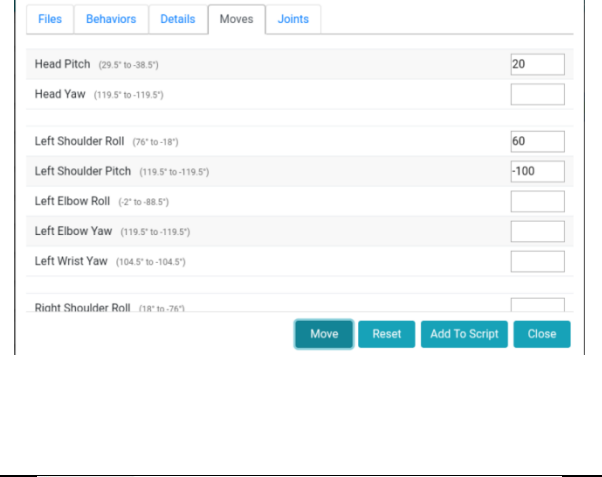 Files Behaviors Details Moves Joints
Head Pitch (29.5° to -38.5°) 20
Head Yaw (119.5° to -119.5°)
Left Shoulder Roll (76° to -18°) 60
Left Shoulder Pitch (119.5° to -119.5°) -100
Left Elbow Roll (-2° to -88.5°)
Left Elbow Yaw (119.5° to -119.5°)
Left Wrist Yaw (104.5° to -104.5°)
Right Shoulder Roll (18° to -76°)
Move Reset Add To Script Close